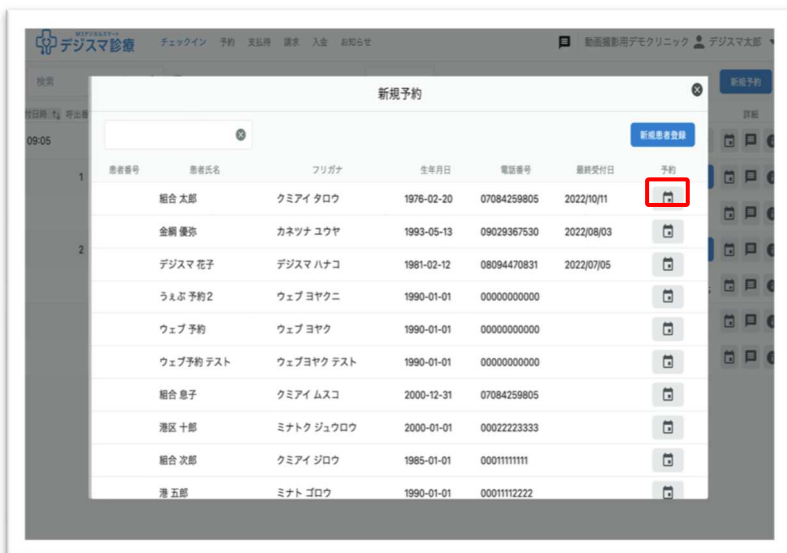 デジスマ診療 チェックイン 予約 支払待 請求 入金 お知らせ 動画撮影用デモクリニック デジスマ太郎
検索 新規予約
新規予約
呼出番 詳細
09:05 新規患者登録
患者番号 患者氏名 フリガナ 生年月日 電話番号 最終受付日 予約
1
組合 太郎 クミアイ タロウ 1976-02-20 07084259805 2022/10/11
金綱 優弥 カネツナ ユウヤ 1993-05-13 09029367530 2022/08/03
2
デジスマ 花子 デジスマ ハナコ 1981-02-12 08094470831 2022/07/05
うぇぶ 予約2 ウェブ ヨヤクニ 1990-01-01 00000000000
ウェブ 予約 ウェブ ヨヤク 1990-01-01 00000000000
ウェブ予約 テスト ウェブヨヤク テスト 1990-01-01 00000000000
組合 息子 クミアイ ムスコ 2000-12-31 07084259805
港区 十郎 ミナトク ジュウロウ 2000-01-01 00022223333
組合 次郎 クミアイ ジロウ 1985-01-01 00011111111
港 五郎 ミナト ゴロウ 1990-01-01 00011112222